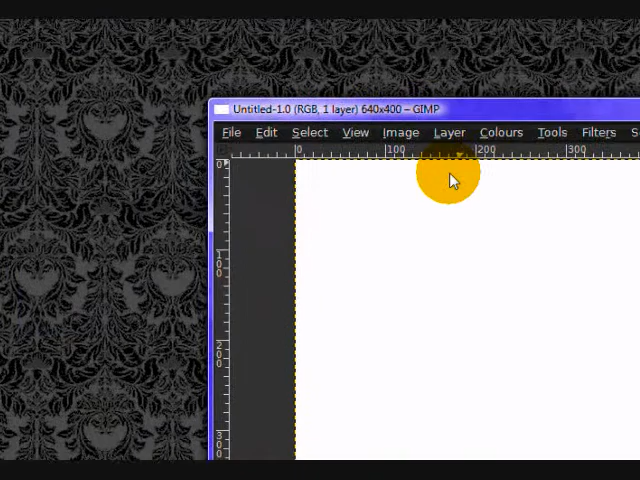 Untitled-1.0 (RGB, 1 layer) 640x400 – GIMP
File Edit Select View Image Layer Colours Tools Filters S
0 100 200 300
0
100
200
300